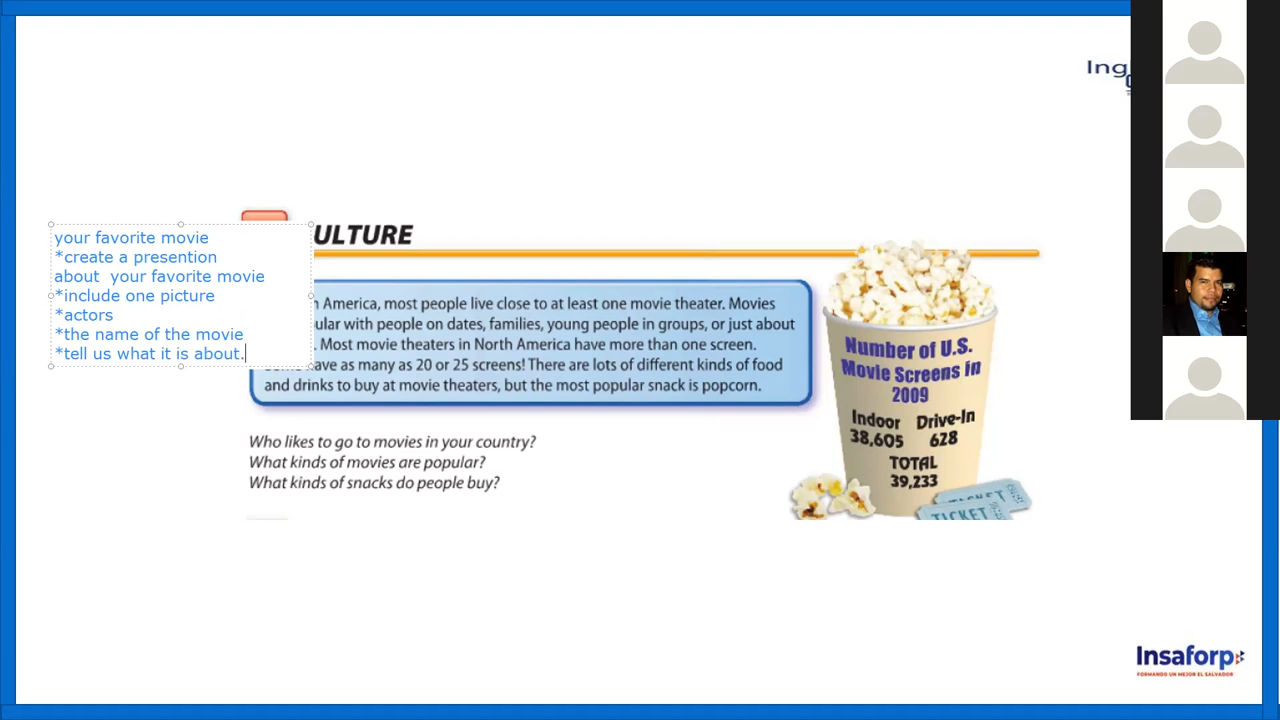 Ing
ULTURE
your favorite movie
*create a presention
about your favorite movie
*include one picture
*actors
*the name of the movie
*tell us what it is about.
America, most people live close to at least one movie theater. Movies
with people on dates, families, young people in groups, or just about
Most movie theaters in North America have more than one screen.
have as many as 20 or 25 screens! There are lots of different kinds of food
and drinks to buy at movie theaters, but the most popular snack is popcorn.
Who likes to go to movies in your country?
What kinds of movies are popular?
What kinds of snacks do people buy?
Number of U.S.
Movie Screens in
2009
Indoor Drive-In
38,605 628
TOTAL
39,233
TICKET
TICKET
Insaforp
FORMANDO UN MEJOR EL SALVADOR